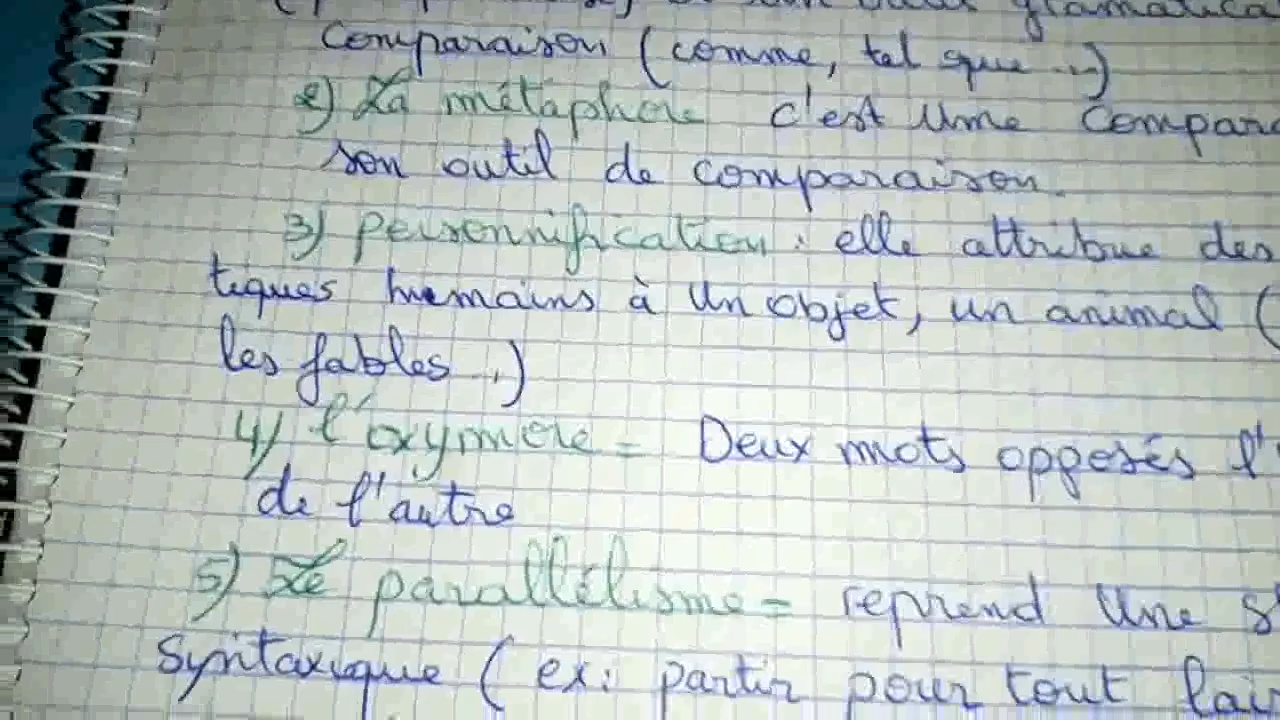 gramatica
Comparaison (comme, tel que ...)
2) La métaphore c'est une Compara
son outil de comparaison.
3) personnification : elle attribue des
tiques humains à un objet, un animal (
les fables ..)
4) l'oxymore = Deux mots opposés l'
de l'autre
5) Le parallélisme = reprend une s
Syntaxique ( ex: partir pour tout lai